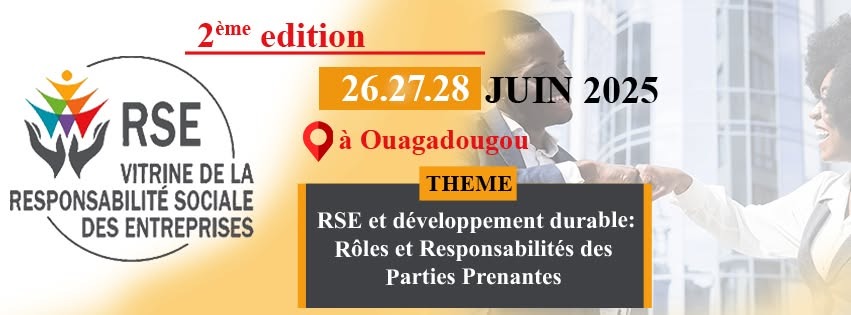 2ème edition
26.27.28 JUIN 2025
à Ouagadougou
RSE
VITRINE DE LA
RESPONSABILITÉ SOCIALE
DES ENTREPRISES
THEME
RSE et développement durable:
Rôles et Responsabilités des
Parties Prenantes